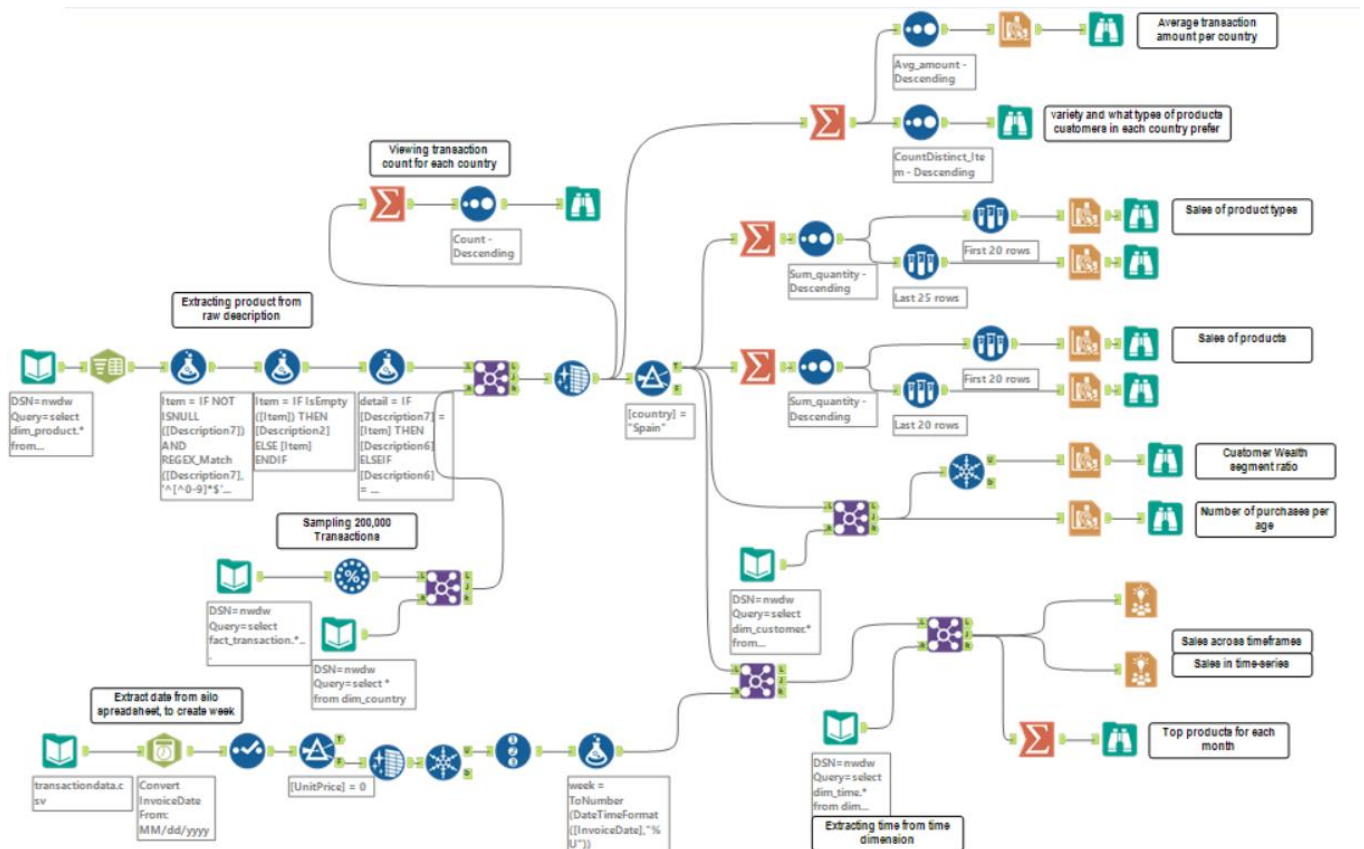 Average transaction
amount per country
Avg_amount -
Descending
variety and what types of products
customers in each country prefer
CountDistinct_Ite
m - Descending
Viewing transaction
count for each country
Count -
Descending
Sales of product types
First 20 rows
Sum_quantity -
Descending
Last 25 rows
Extracting product from
raw description
Sales of products
First 20 rows
Sum_quantity -
Descending
Last 20 rows
DSN=nwdw
Query=select
dim_product.*
from...
Item = IF NOT
ISNULL
([Description7])
AND
REGEX_Match
([Description7],
'^[^0-9]*$'...
Item = IF IsEmpty
([Item]) THEN
[Description2]
ELSE [Item]
ENDIF
detail = IF
[Description7] =
[Item] THEN
[Description6]
ELSEIF
[Description6]
= ...
[country] =
"Spain"
Customer Wealth
segment ratio
Number of purchases per
age
Sampling 200,000
Transactions
DSN=nwdw
Query=select
fact_transaction.*..
.
DSN=nwdw
Query=select *
from dim_country
DSN=nwdw
Query=select
dim_customer.*
from...
Sales across timeframes
Sales in time-series
Extract date from silo
spreadsheet, to create week
transactiondata.c
sv
Convert
InvoiceDate
From:
MM/dd/yyyy
[UnitPrice] = 0
week =
ToNumber
(DateTimeFormat
([InvoiceDate],"%
U"))
DSN=nwdw
Query=select
dim_time.*
from dim...
Extracting time from time
dimension
Top products for each
month